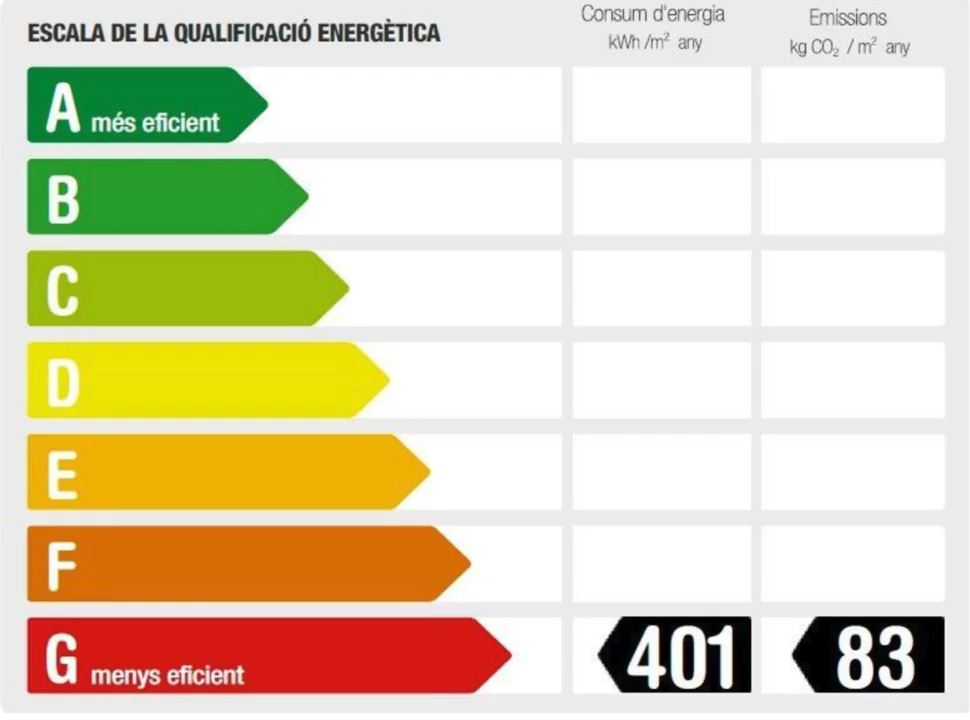 ESCALA DE LA QUALIFICACIÓ ENERGÈTICA
Consum d'energia
kWh /m² any
Emissions
kg CO₂ / m² any
A més eficient
B
C
D
E
F
G menys eficient
401
83